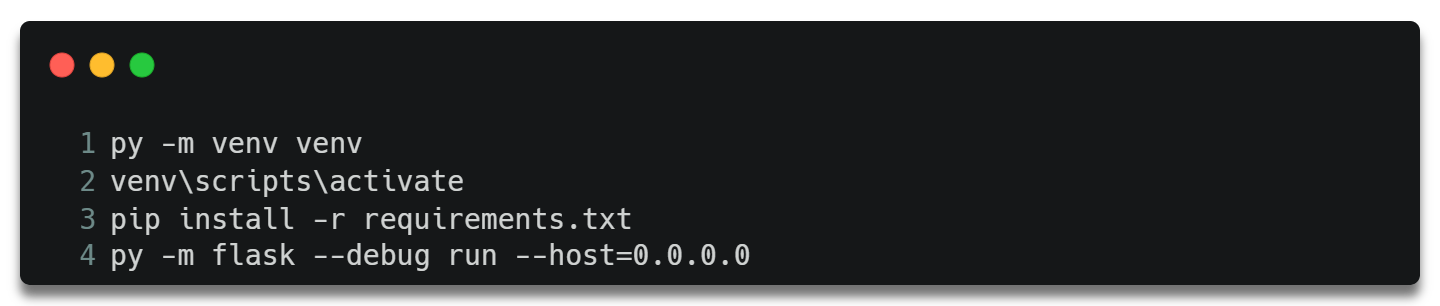 1 py -m venv venv
2 venv\scripts\activate
3 pip install -r requirements.txt
4 py -m flask --debug run --host=0.0.0.0